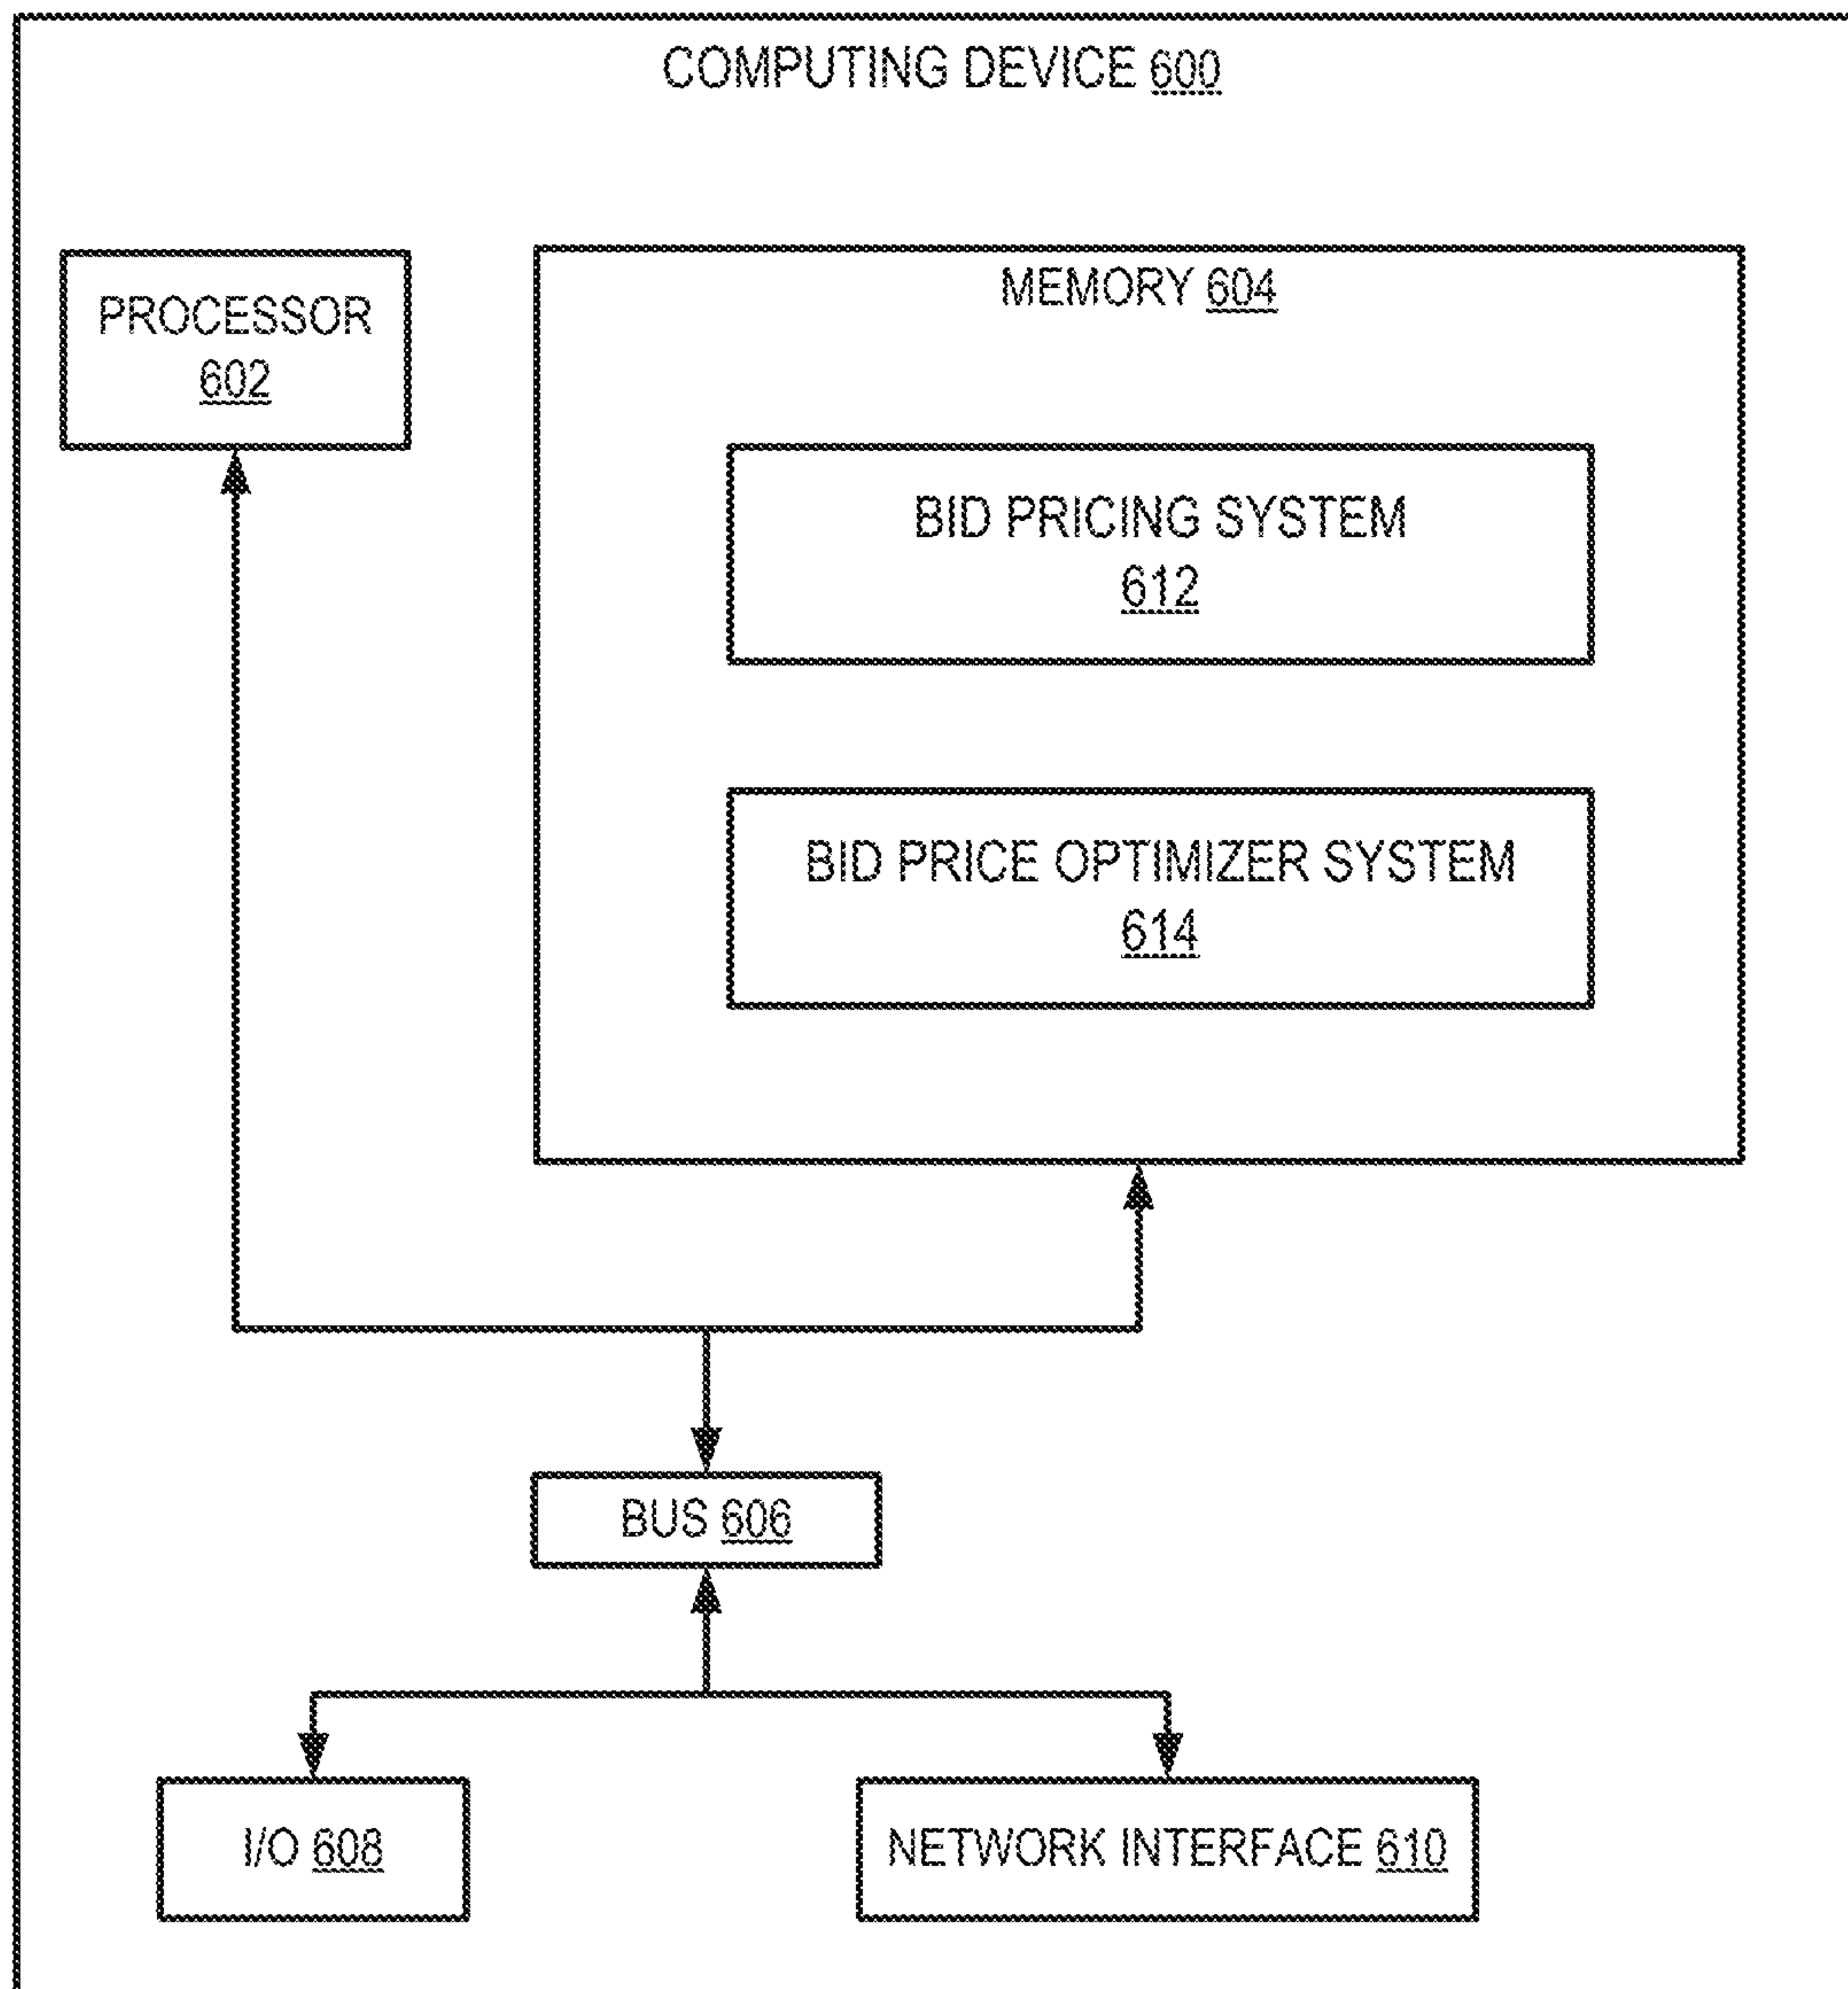 COMPUTING DEVICE 600
PROCESSOR
602
MEMORY 604
BID PRICING SYSTEM
612
BID PRICE OPTIMIZER SYSTEM
614
BUS 606
I/O 608
NETWORK INTERFACE 610